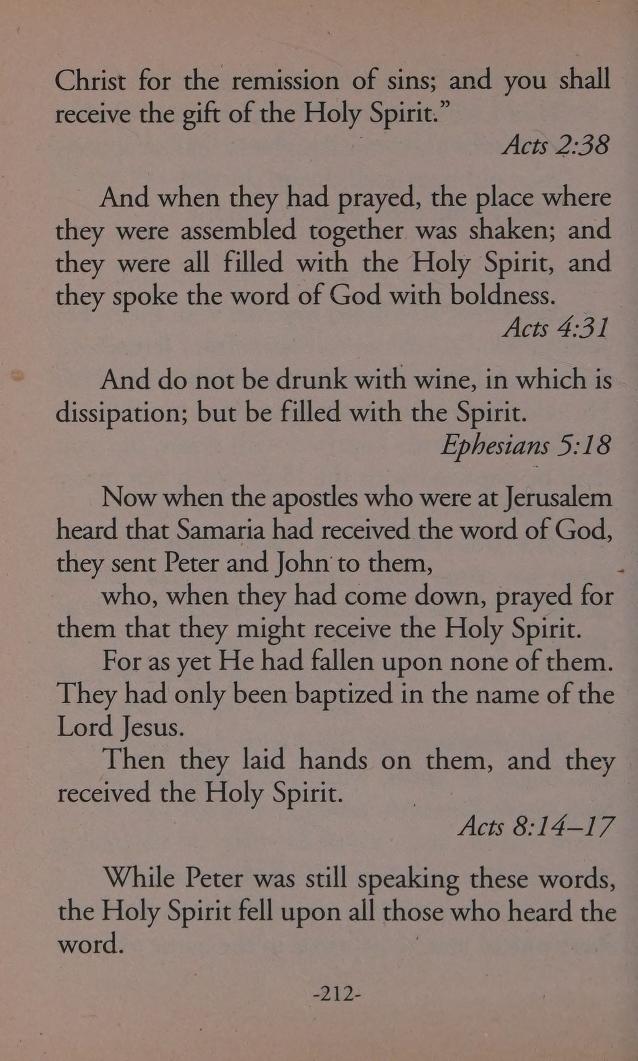 Christ for the remission of sins; and you shall
receive the gift of the Holy Spirit.”
Acts 2:38
And when they had prayed, the place where
they were assembled together was shaken; and
they were all filled with the Holy Spirit, and
they spoke the word of God with boldness.
Acts 4:31
And do not be drunk with wine, in which is
dissipation; but be filled with the Spirit.
Ephesians 5:18
Now when the apostles who were at Jerusalem
heard that Samaria had received the word of God,
they sent Peter and John to them,
who, when they had come down, prayed for
them that they might receive the Holy Spirit.
For as yet He had fallen upon none of them.
They had only been baptized in the name of the
Lord Jesus.
Then they laid hands on them, and they
received the Holy Spirit.
Acts 8:14–17
While Peter was still speaking these words,
the Holy Spirit fell upon all those who heard the
word.
-212-